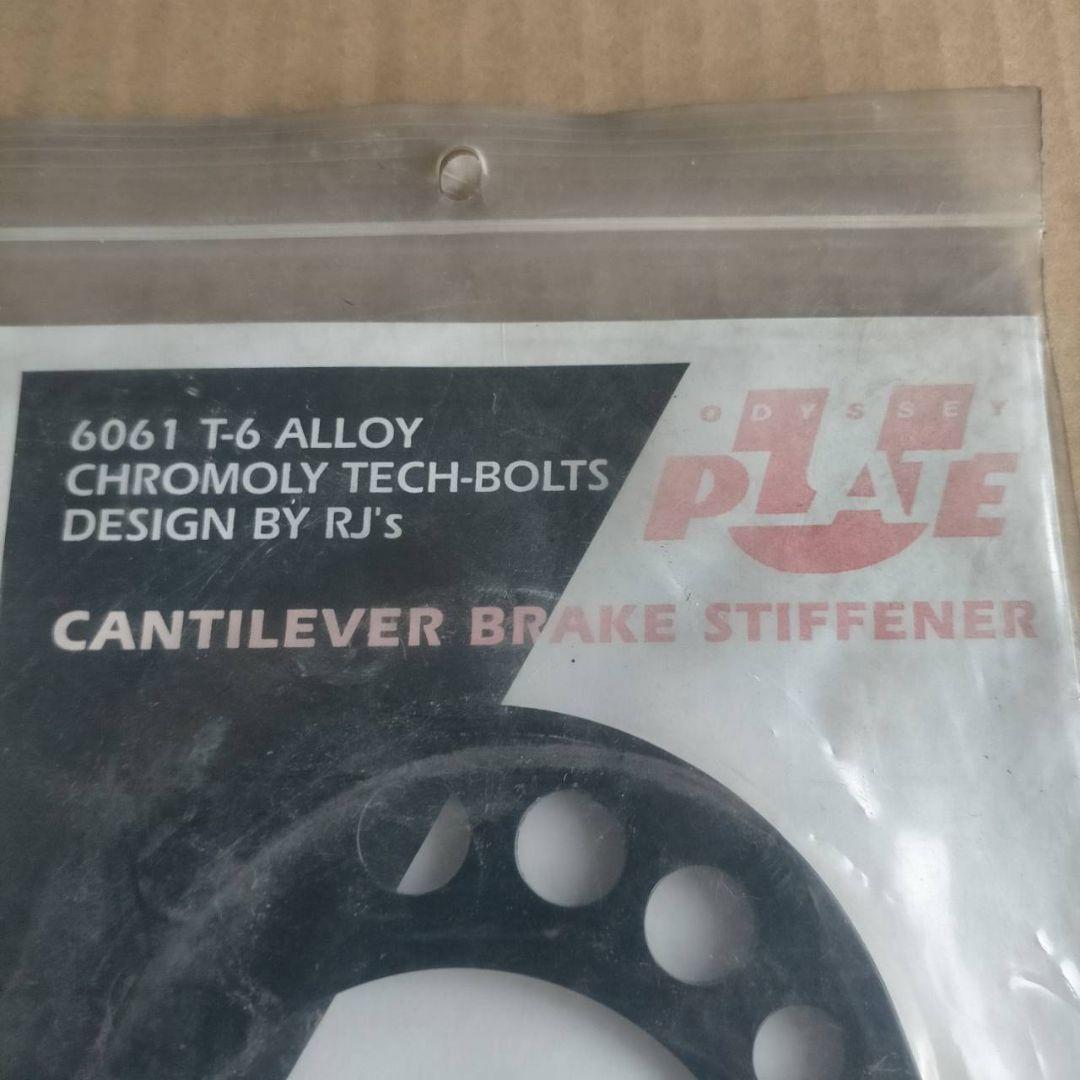 6061 T-6 ALLOY
CHROMOLY TECH-BOLTS
DESIGN BY RJ's
ODYSSEY
U
PLATE
CANTILEVER BRAKE STIFFENER